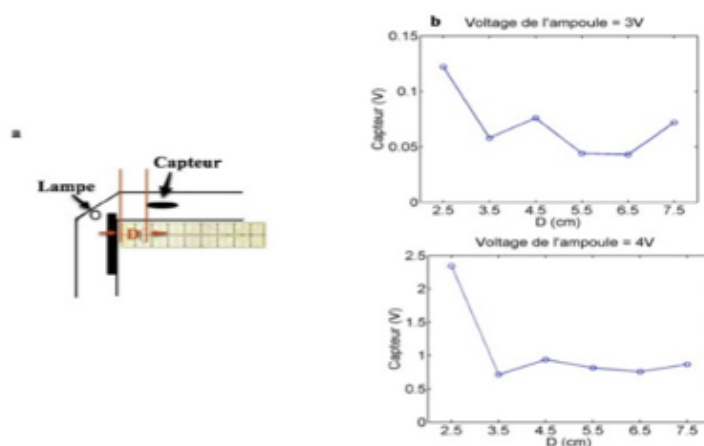 a
Lampe
Capteur
D
b
Voltage de l'ampoule = 3V
Capteur (V)
0.15
0.1
0.05
0
2.5 3.5 4.5 5.5 6.5 7.5
D (cm)
Voltage de l'ampoule = 4V
Capteur (V)
2.5
2
1.5
1
0.5
0
2.5 3.5 4.5 5.5 6.5 7.5
D (cm)